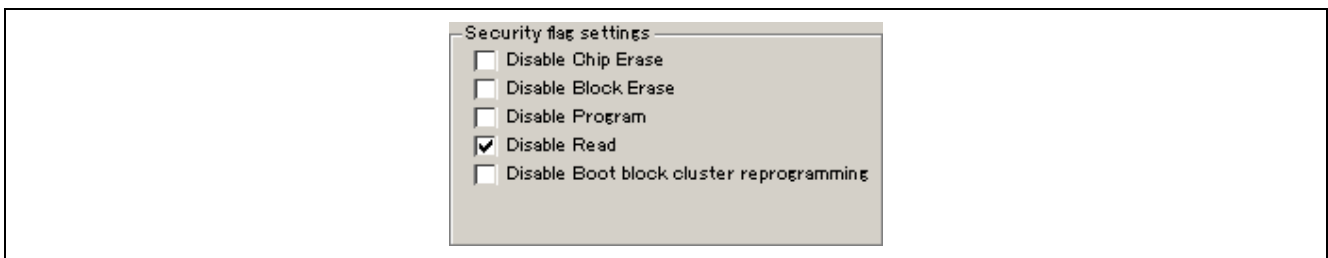 Security flag settings
Disable Chip Erase
Disable Block Erase
Disable Program
Disable Read
Disable Boot block cluster reprogramming